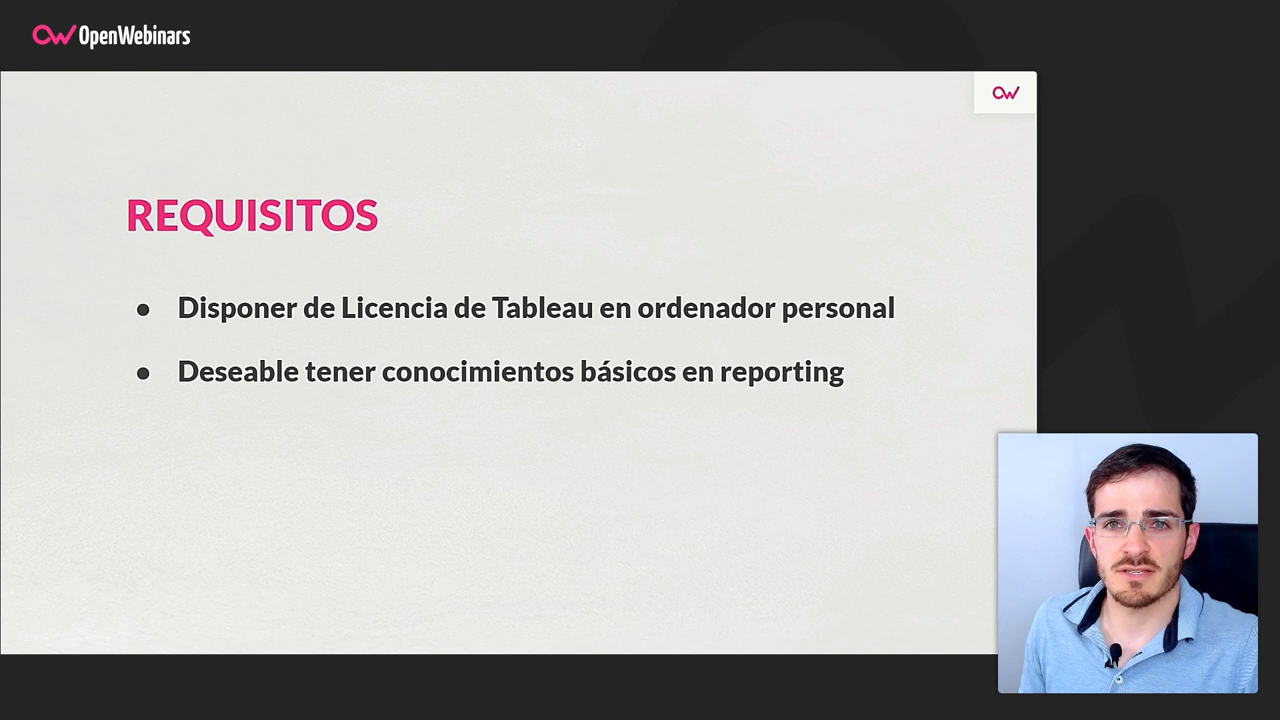 OpenWebinars
REQUISITOS
● Disponer de Licencia de Tableau en ordenador personal
● Deseable tener conocimientos básicos en reporting